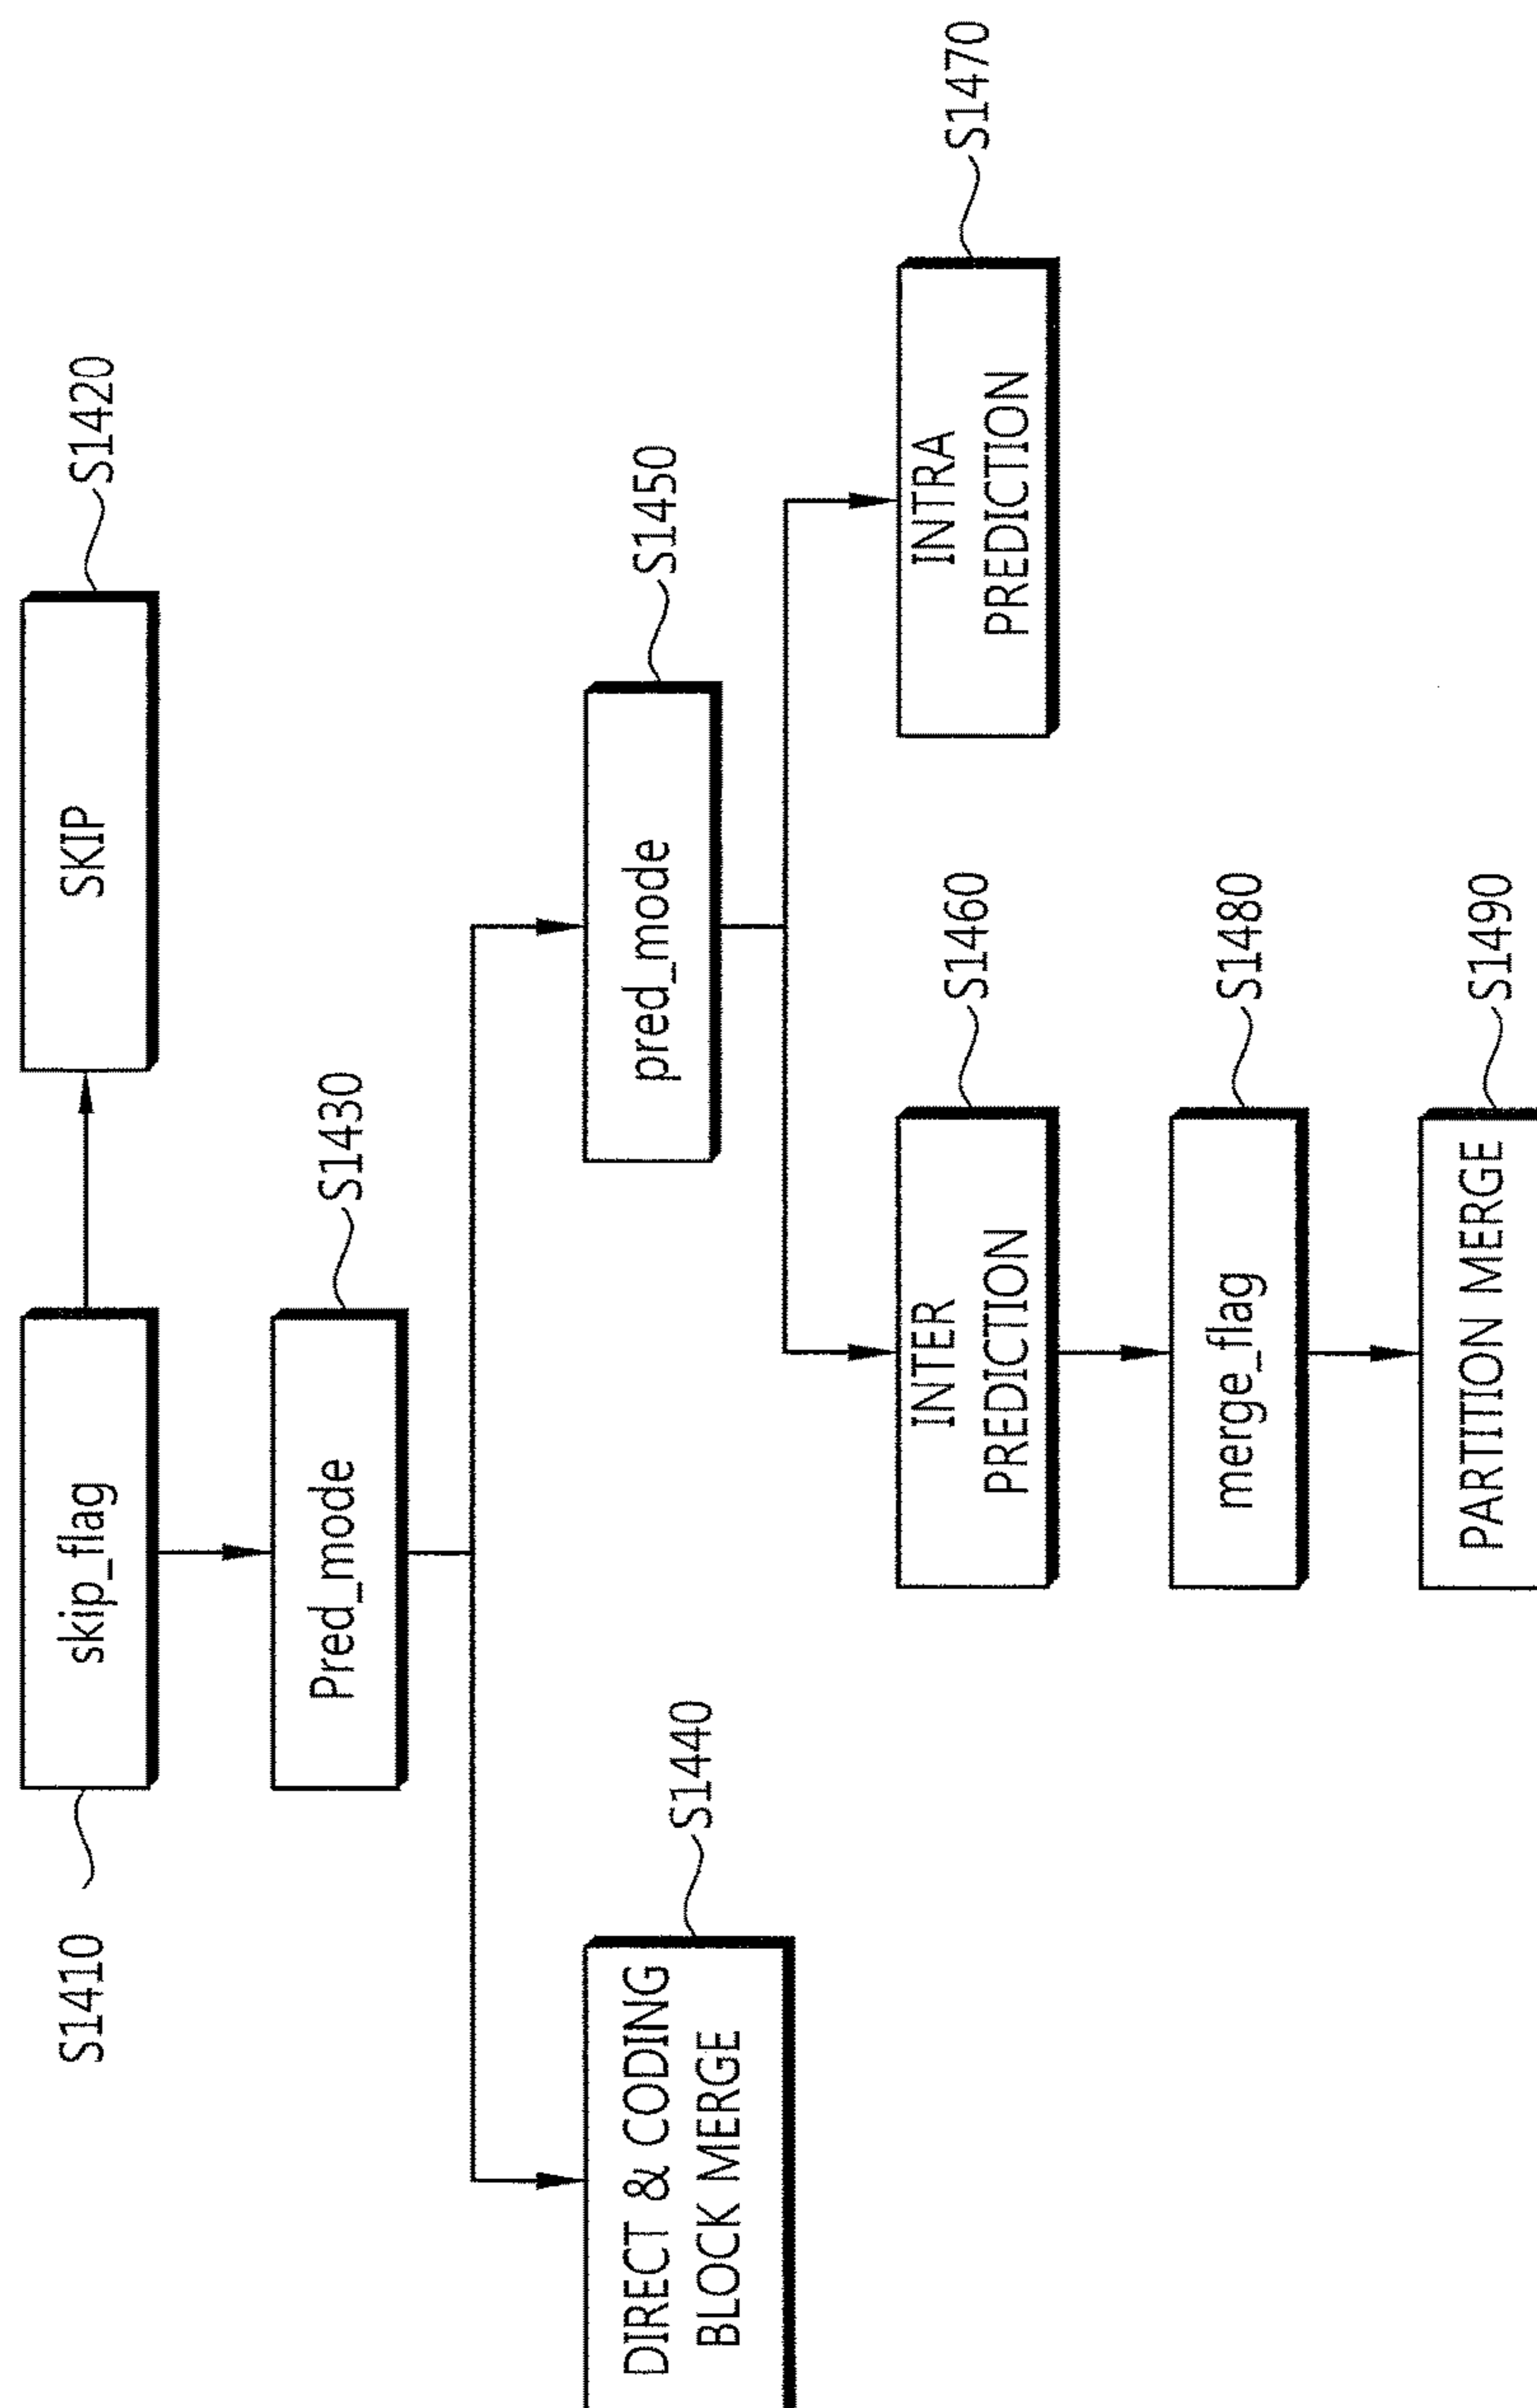 S1410
skip_flag
SKIP
S1420
Pred_mode
S1430
DIRECT & CODING
BLOCK MERGE
S1440
pred_mode
S1450
INTER
PREDICTION
S1460
INTRA
PREDICTION
S1470
merge_flag
S1480
PARTITION MERGE
S1490